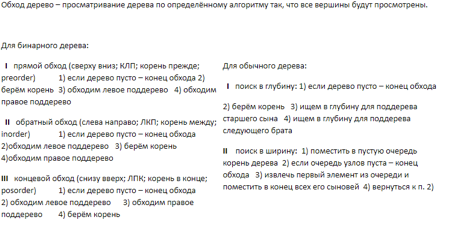 Обход дерево – просматривание дерева по определённому алгоритму так, что все вершины будут просмотрены.
Для бинарного дерева:
I прямой обход (сверху вниз; КЛП; корень прежде;
preorder) 1) если дерево пусто – конец обхода 2)
берём корень 3) обходим левое поддерево 4) обходим
правое поддерево
II обратный обход (слева направо; ЛКП; корень между;
inorder) 1) если дерево пусто – конец обхода
2)обходим левое поддерево 3) берём корень
4)обходим правое поддерево
III концевой обход (снизу вверх; ЛПК; корень в конце;
posorder) 1) если дерево пусто – конец обхода
2) обходим левое поддерево 3) обходим правое
поддерево 4) берём корень
Для обычного дерева:
I поиск в глубину: 1) если дерево пусто – конец обхода
2) берём корень 3) ищем в глубину для поддерева
старшего сына 4) ищем в глубину для поддерева
следующего брата
II поиск в ширину: 1) поместить в пустую очередь
корень дерева 2) если очередь узлов пуста – конец
обхода 3) извлечь первый элемент из очереди и
поместить в конец всех его сыновей 4) вернуться к п. 2)